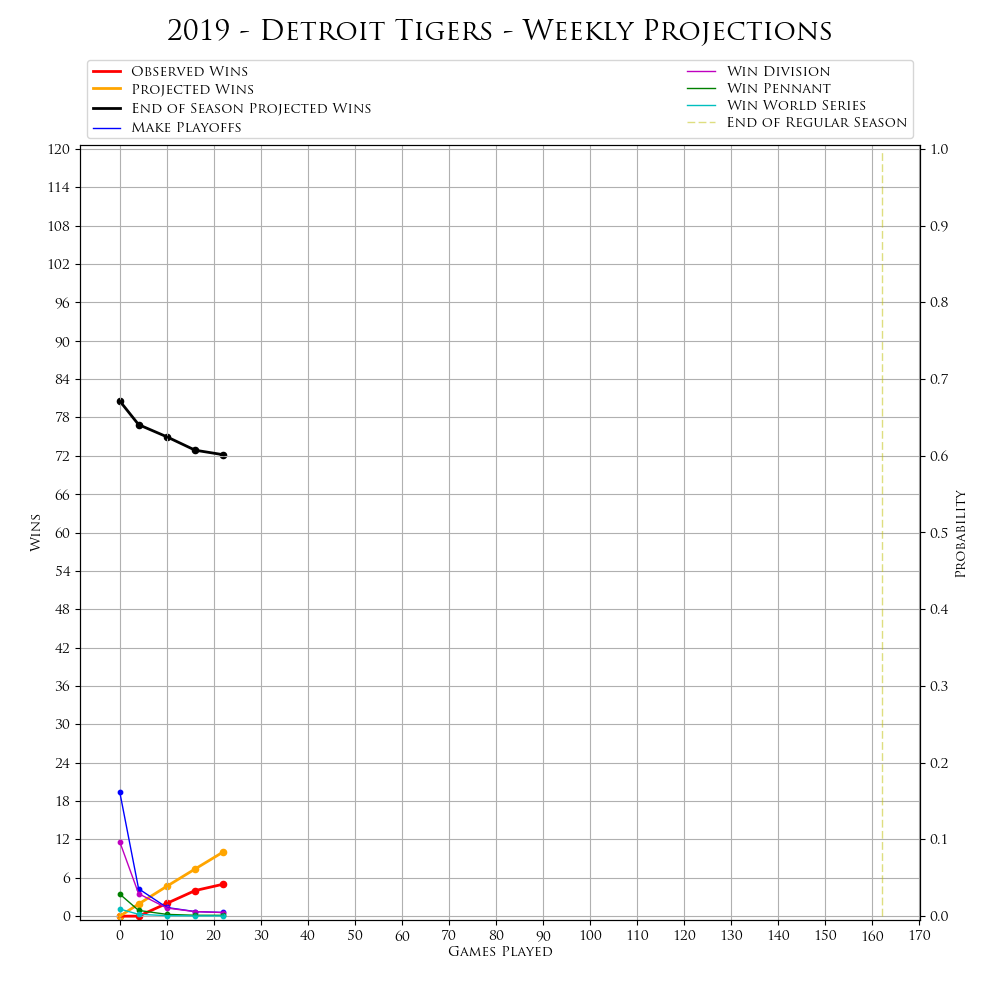 2019 - Detroit Tigers - Weekly Projections
Observed Wins
Projected Wins
End of Season Projected Wins
Make Playoffs
Win Division
Win Pennant
Win World Series
End of Regular Season
120
114
108
102
96
90
84
78
72
66
60
54
48
42
36
30
24
18
12
6
0
Wins
1.0
0.9
0.8
0.7
0.6
0.5
0.4
0.3
0.2
0.1
0.0
Probability
0 10 20 30 40 50 60 70 80 90 100 110 120 130 140 150 160 170
Games Played